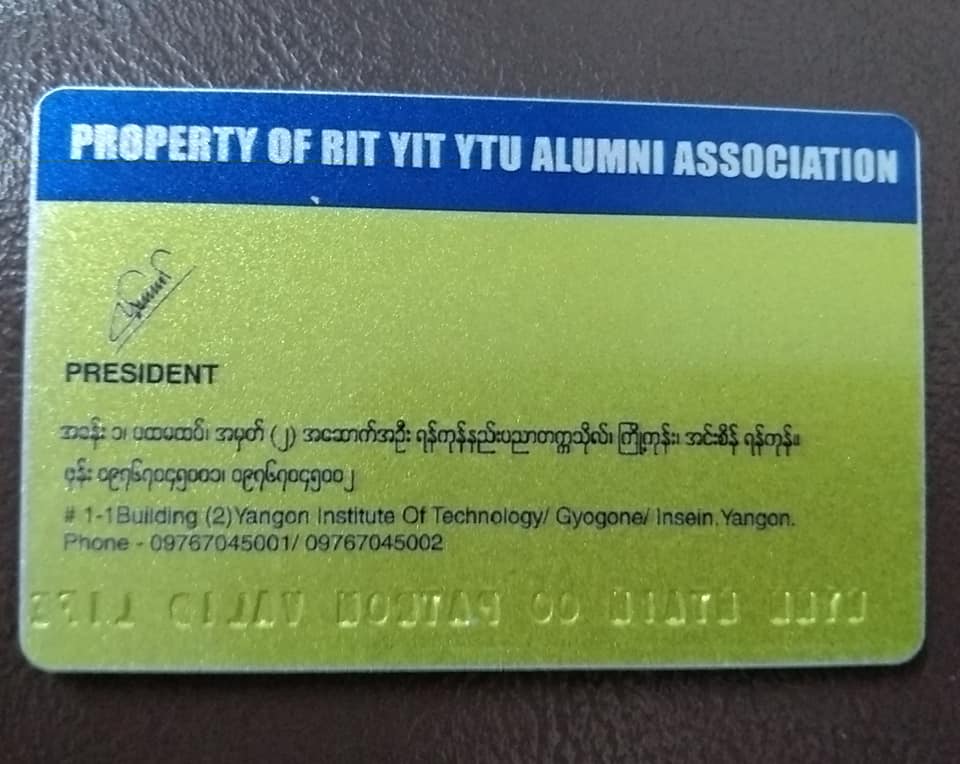 PROPERTY OF RIT YIT YTU ALUMNI ASSOCIATION
PRESIDENT
အခန်း ၁၊ ပထမထပ်၊ အမှတ် (၂) အဆောက်အဦး ရန်ကုန်နည်းပညာတက္ကသိုလ်၊ ကြို့ကုန်း၊ အင်းစိန် ရန်ကုန်။
ဖုန်း ၀၉၇၆၇၀၄၅၀၀၁၊ ၀၉၇၆၇၀၄၅၀၀၂
# 1-1Building (2)Yangon Institute Of Technology/ Gyogone/ Insein.Yangon.
Phone - 09767045001/ 09767045002
PATRON VALID LIFE